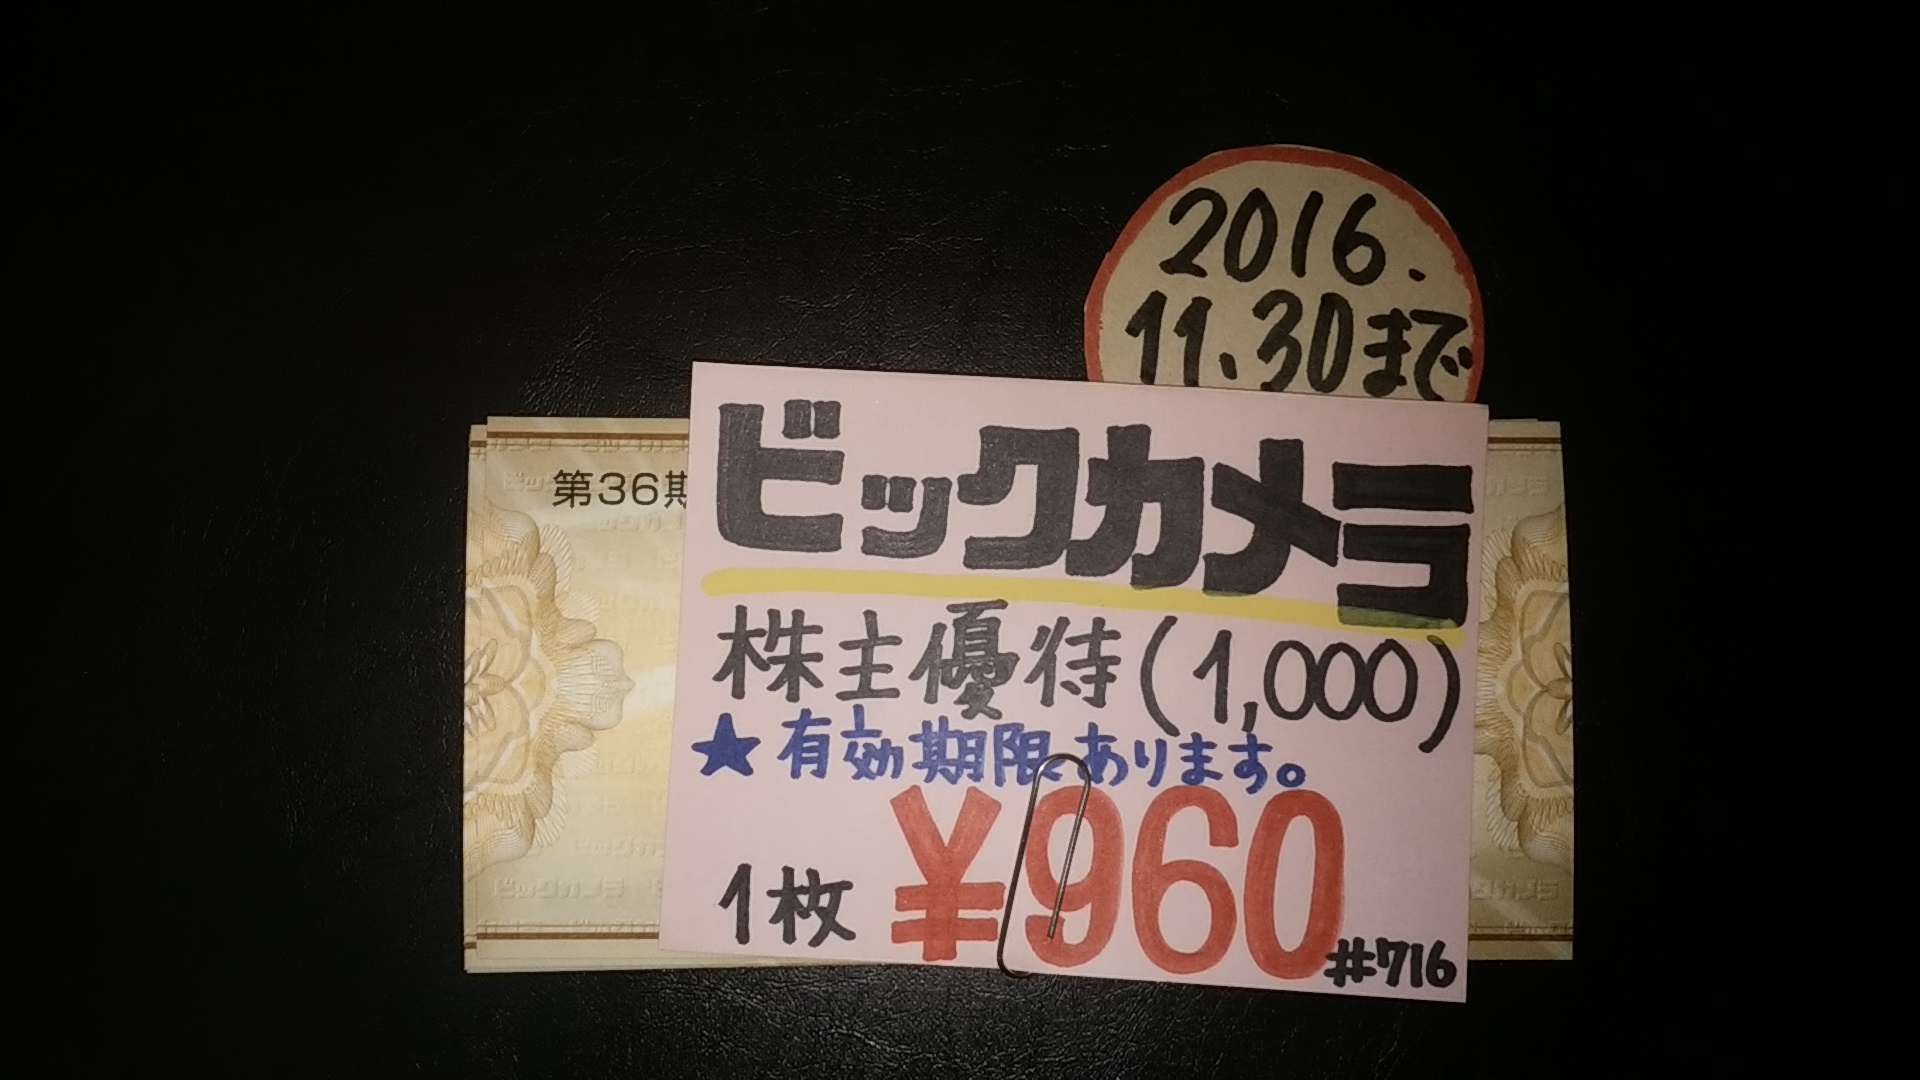 2016.
11.30まで
第36期
ビックカメラ
株主優待(1,000)
★有効期限あります。
1枚 ¥960
#716